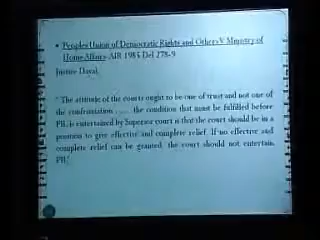 • Peoples Union of Democratic Rights and Others V Ministry of
Home Affairs AIR 1985 Del 278-9
Justice Dayal,
" The attitude of the courts ought to be one of trust and not one of
the confrontation ..... the condition that must be fulfilled before
PIL is entertained by Superior court is that the court should be in a
position to give effective and complete relief. If no effective and
complete relief can be granted, the court should not entertain
PIL"